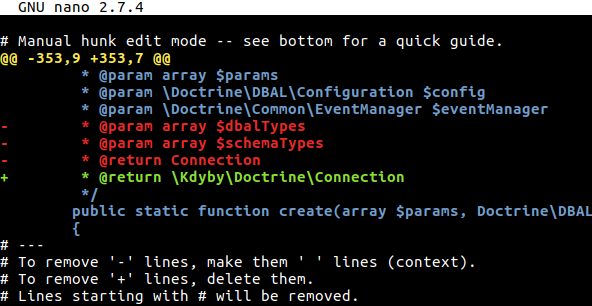 GNU nano 2.7.4
# Manual hunk edit mode -- see bottom for a quick guide.
@@ -353,9 +353,7 @@
         * @param array $params
         * @param \Doctrine\DBAL\Configuration $config
         * @param \Doctrine\Common\EventManager $eventManager
-        * @param array $dbalTypes
-        * @param array $schemaTypes
-        * @return Connection
+        * @return \Kdyby\Doctrine\Connection
         */
        public static function create(array $params, Doctrine\DBAL
        {
# ---
# To remove '-' lines, make them ' ' lines (context).
# To remove '+' lines, delete them.
# Lines starting with # will be removed.